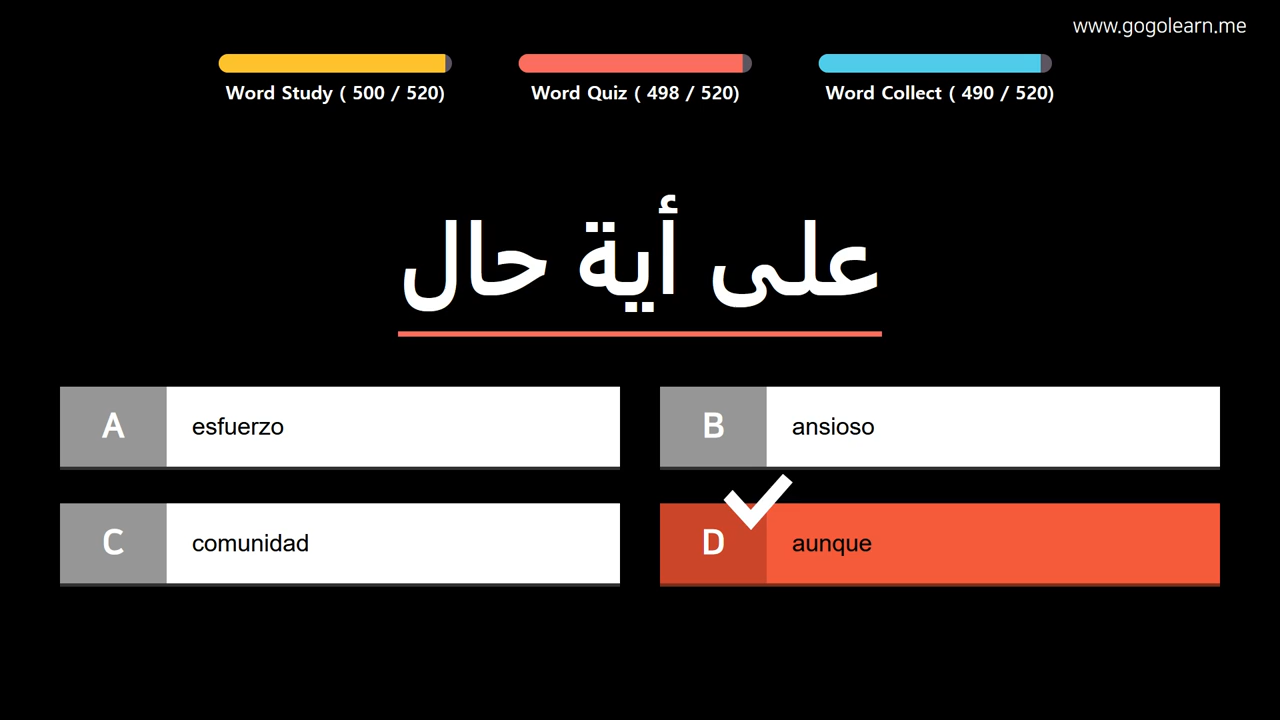 www.gogolearn.me
Word Study ( 500 / 520)
Word Quiz ( 498 / 520)
Word Collect ( 490 / 520)
على أية حال
A esfuerzo
B ansioso
C comunidad
D aunque